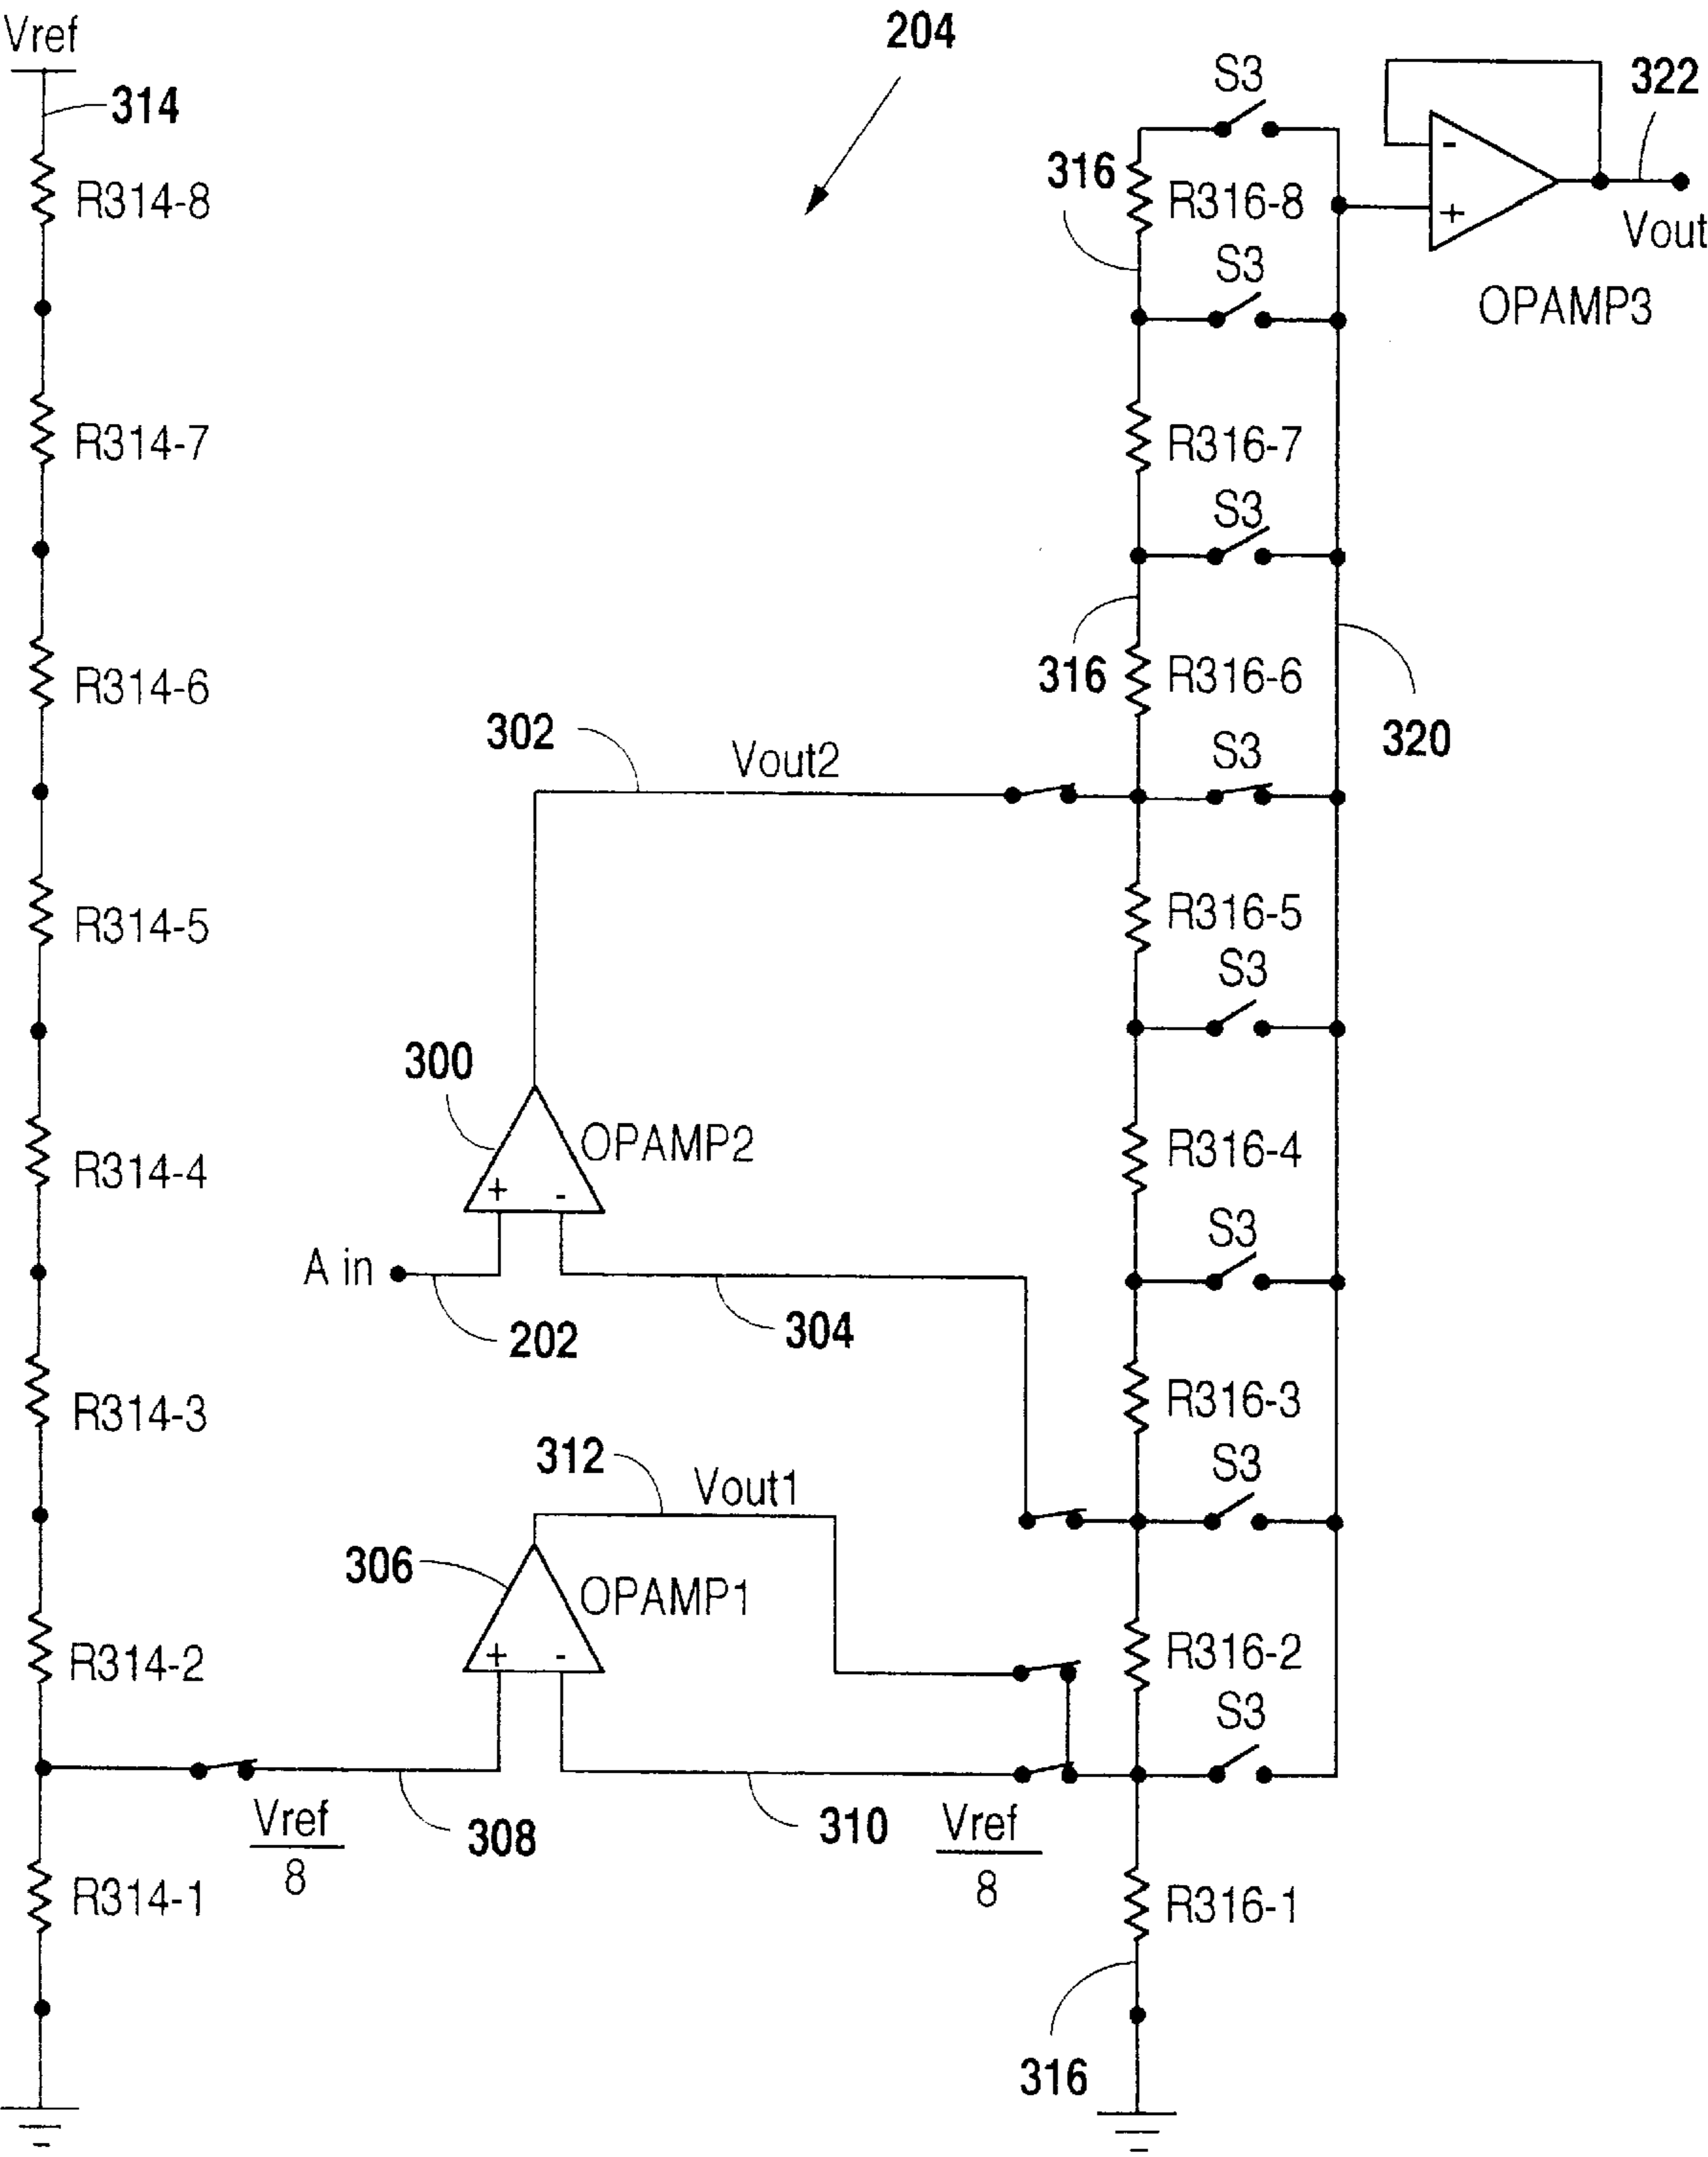 Vref
204
S3
322
314
-
316
R314-8
R316-8
+
Vout
S3
OPAMP3
R314-7
R316-7
S3
R314-6
316
R316-6
320
302
Vout2
S3
R314-5
R316-5
S3
300
OPAMP2
R314-4
R316-4
+ -
S3
A in
202
304
R314-3
R316-3
312
Vout1
S3
306
OPAMP1
R314-2
+ -
R316-2
S3
Vref
8
308
310
Vref
8
R314-1
R316-1
316
316